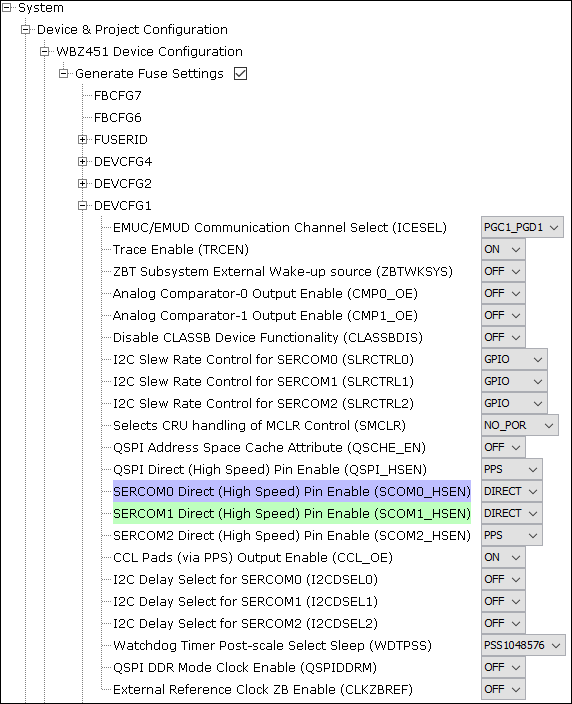 System
Device & Project Configuration
WBZ451 Device Configuration
Generate Fuse Settings
FBCFG7
FBCFG6
FUSERID
DEVCFG4
DEVCFG2
DEVCFG1
EMUC/EMUD Communication Channel Select (ICESEL) PGC1_PGD1
Trace Enable (TRCEN) ON
ZBT Subsystem External Wake-up source (ZBTWKSYS) OFF
Analog Comparator-0 Output Enable (CMP0_OE) OFF
Analog Comparator-1 Output Enable (CMP1_OE) OFF
Disable CLASSB Device Functionality (CLASSBDIS) OFF
I2C Slew Rate Control for SERCOM0 (SLRCTRL0) GPIO
I2C Slew Rate Control for SERCOM1 (SLRCTRL1) GPIO
I2C Slew Rate Control for SERCOM2 (SLRCTRL2) GPIO
Selects CRU handling of MCLR Control (SMCLR) NO_POR
QSPI Address Space Cache Attribute (QSCHE_EN) OFF
QSPI Direct (High Speed) Pin Enable (QSPI_HSEN) PPS
SERCOM0 Direct (High Speed) Pin Enable (SCOM0_HSEN) DIRECT
SERCOM1 Direct (High Speed) Pin Enable (SCOM1_HSEN) DIRECT
SERCOM2 Direct (High Speed) Pin Enable (SCOM2_HSEN) PPS
CCL Pads (via PPS) Output Enable (CCL_OE) ON
I2C Delay Select for SERCOM0 (I2CDSEL0) OFF
I2C Delay Select for SERCOM1 (I2CDSEL1) OFF
I2C Delay Select for SERCOM2 (I2CDSEL2) OFF
Watchdog Timer Post-scale Select Sleep (WDTPSS) PSS1048576
QSPI DDR Mode Clock Enable (QSPIDDRM) OFF
External Reference Clock ZB Enable (CLKZBREF) OFF